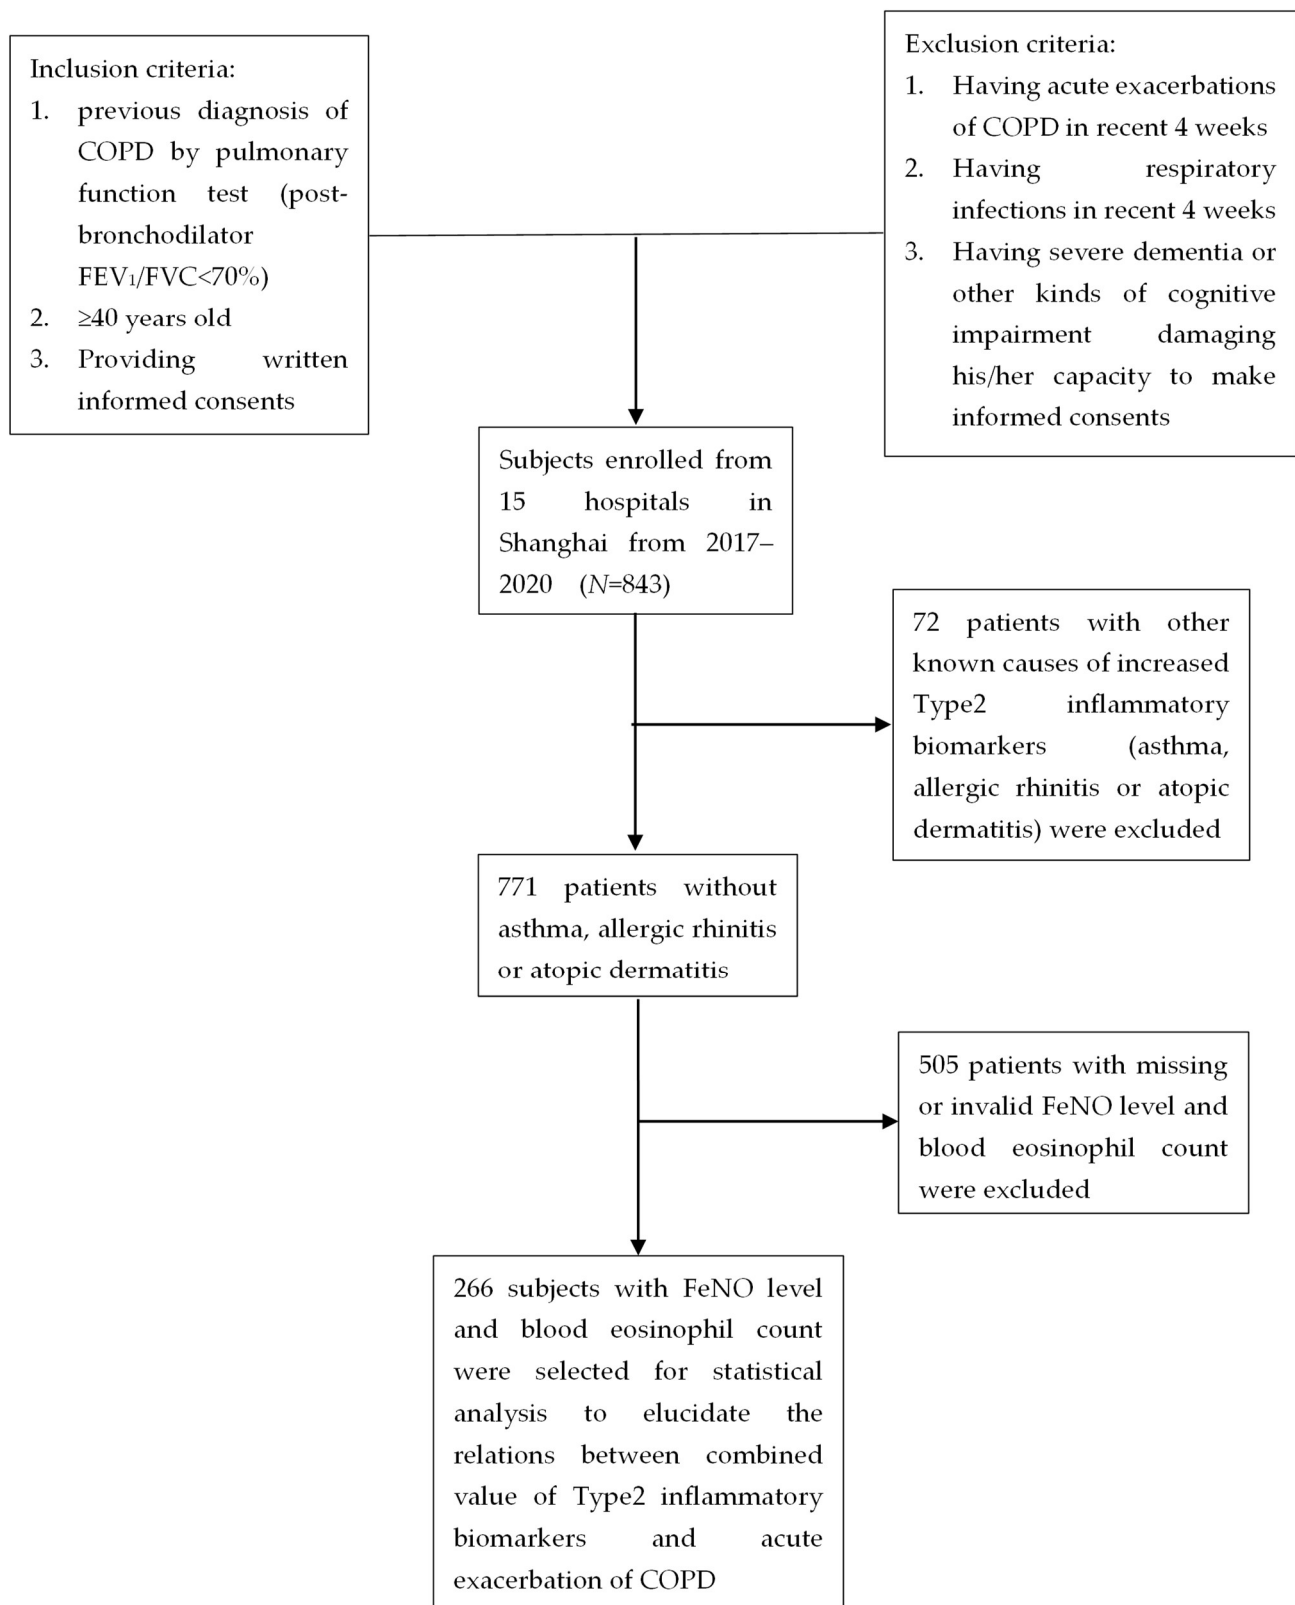 Inclusion criteria:
1. previous diagnosis of
COPD by pulmonary
function test (post-
bronchodilator
FEV₁/FVC<70%)
2. ≥40 years old
3. Providing written
informed consents
Exclusion criteria:
1. Having acute exacerbations
of COPD in recent 4 weeks
2. Having respiratory
infections in recent 4 weeks
3. Having severe dementia or
other kinds of cognitive
impairment damaging
his/her capacity to make
informed consents
Subjects enrolled from
15 hospitals in
Shanghai from 2017–
2020 (N=843)
72 patients with other
known causes of increased
Type2 inflammatory
biomarkers (asthma,
allergic rhinitis or atopic
dermatitis) were excluded
771 patients without
asthma, allergic rhinitis
or atopic dermatitis
505 patients with missing
or invalid FeNO level and
blood eosinophil count
were excluded
266 subjects with FeNO level
and blood eosinophil count
were selected for statistical
analysis to elucidate the
relations between combined
value of Type2 inflammatory
biomarkers and acute
exacerbation of COPD